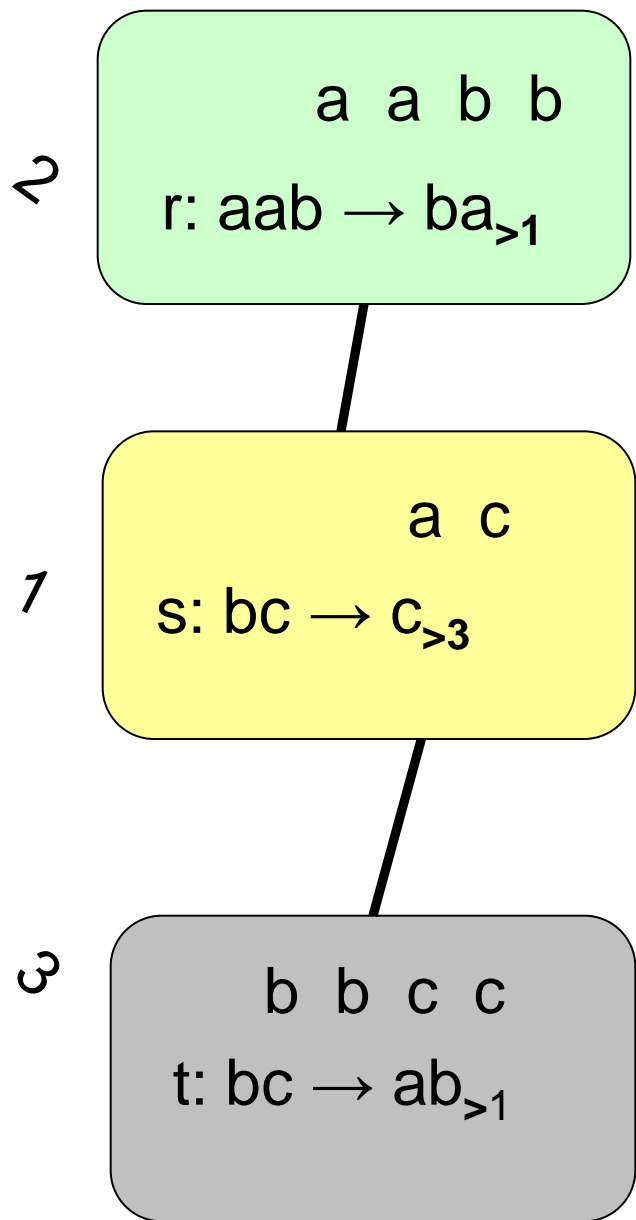 a a b b
2
r: aab → ba>1
a c
1
s: bc → c>3
b b c c
3
t: bc → ab>1